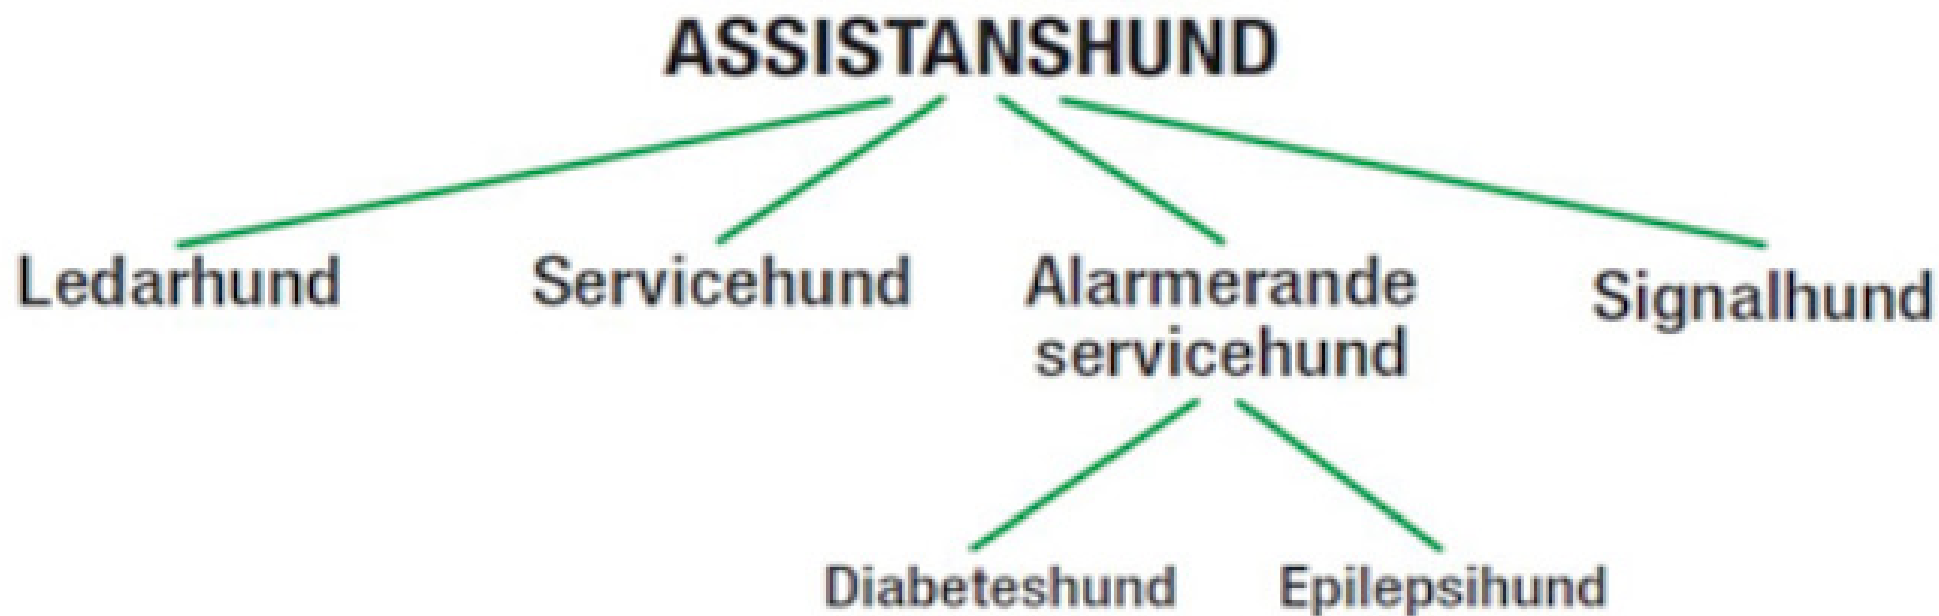 ASSISTANSHUND
Ledarhund
Servicehund
Alarmerande
servicehund
Signalhund
Diabeteshund
Epilepsihund